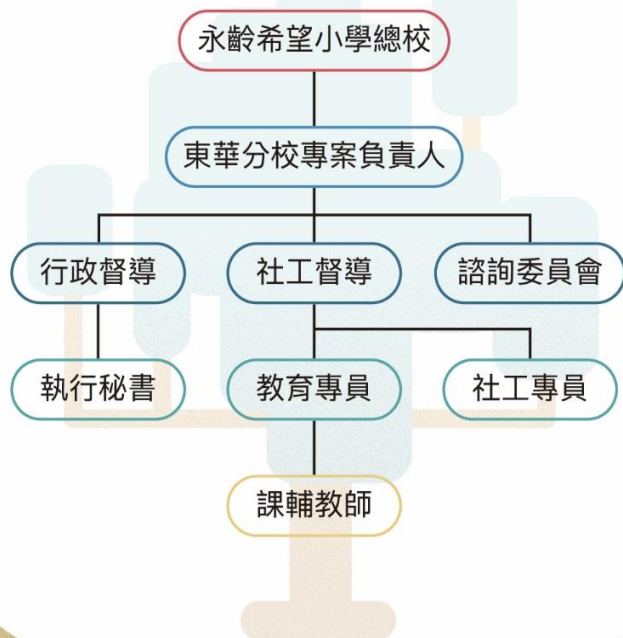 永齡希望小學總校
東華分校專案負責人
行政督導
社工督導
諮詢委員會
執行秘書
教育專員
社工專員
課輔教師